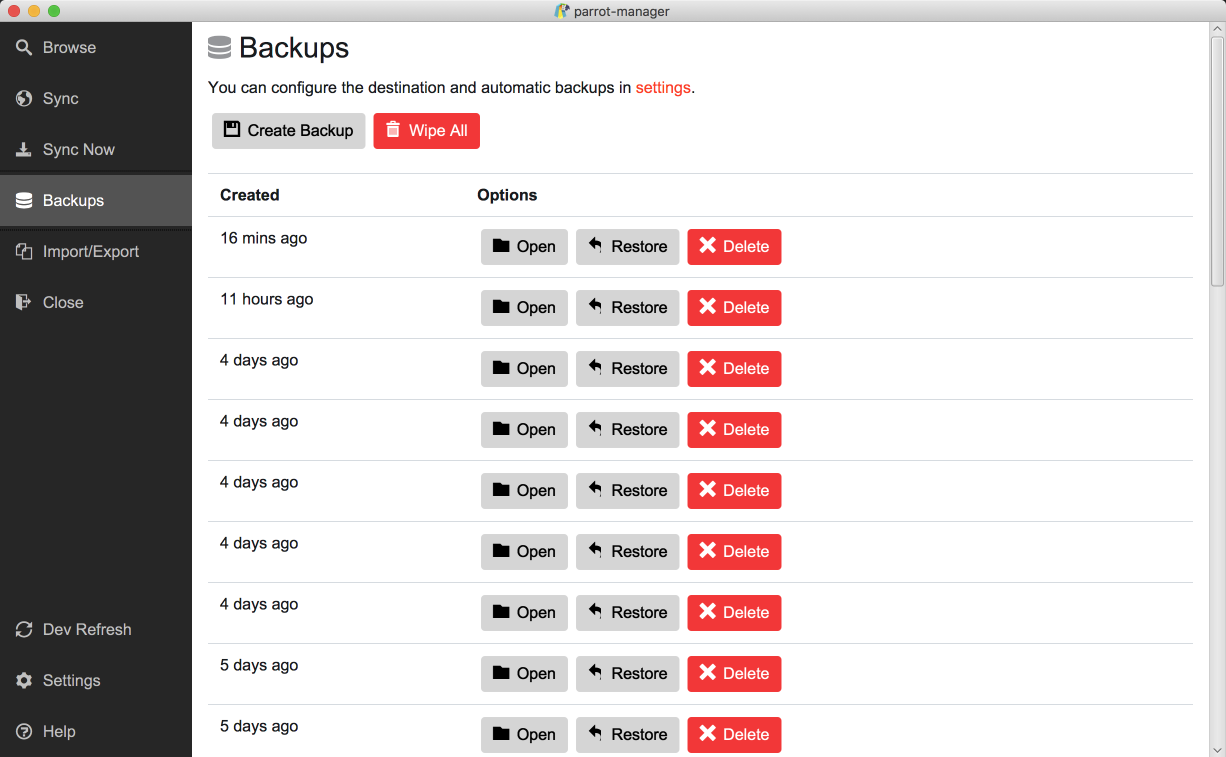 parrot-manager
Browse
Sync
Sync Now
Backups
Import/Export
Close
Dev Refresh
Settings
Help
Backups
You can configure the destination and automatic backups in settings.
Create Backup Wipe All
Created Options
16 mins ago Open Restore Delete
11 hours ago Open Restore Delete
4 days ago Open Restore Delete
4 days ago Open Restore Delete
4 days ago Open Restore Delete
4 days ago Open Restore Delete
4 days ago Open Restore Delete
5 days ago Open Restore Delete
5 days ago Open Restore Delete